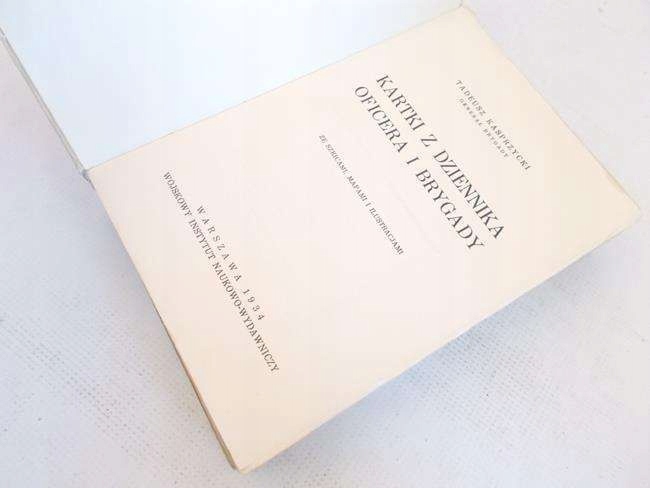 TADEUSZ KASPRZYCKI
GENERAŁ BRYGADY
KARTKI Z DZIENNIKA
OFICERA I BRYGADY
ZE SZKICAMI, MAPAMI I ILUSTRACJAMI
WARSZAWA 1934
WOJSKOWY INSTYTUT NAUKOWO-WYDAWNICZY